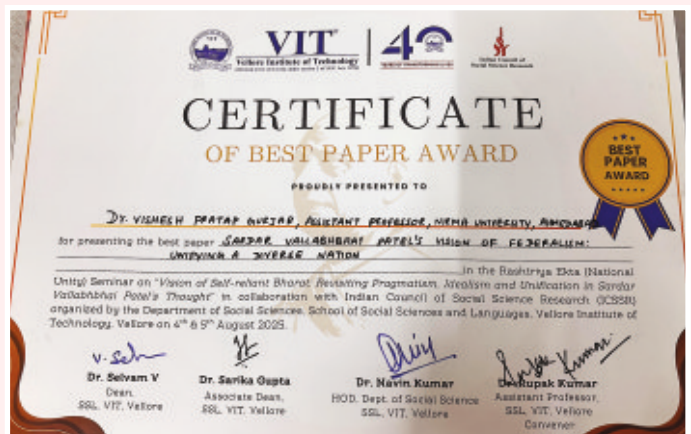 VIT
Vellore Institute of Technology
40
Indian Council of
Social Science Research
CERTIFICATE
OF BEST PAPER AWARD
BEST
PAPER
AWARD
PROUDLY PRESENTED TO
Dr. VISHESH PRATAP GURJAR, ASSISTANT PROFESSOR, NIRMA UNIVERSITY, AHMEDABAD
for presenting the best paper SARDAR VALLABHBHAI PATEL'S VISION OF FEDERALISM:
UNIFYING A DIVERSE NATION
in the Rashtriya Ekta (National
Unity) Seminar on "Vision of Self-reliant Bharat: Revisiting Pragmatism, Idealism and Unification in Sardar
Vallabhbhai Patel's Thought" in collaboration with Indian Council of Social Science Research (ICSSR)
organized by the Department of Social Sciences, School of Social Sciences and Languages, Vellore Institute of
Technology, Vellore on 4th & 5th August 2025.
Dr. Selvam V
Dean,
SSL, VIT, Vellore
Dr. Sarika Gupta
Associate Dean,
SSL, VIT, Vellore
Dr. Navin Kumar
HOD, Dept. of Social Science
SSL, VIT, Vellore
Dr. Rupak Kumar
Assistant Professor,
SSL, VIT, Vellore
Convener